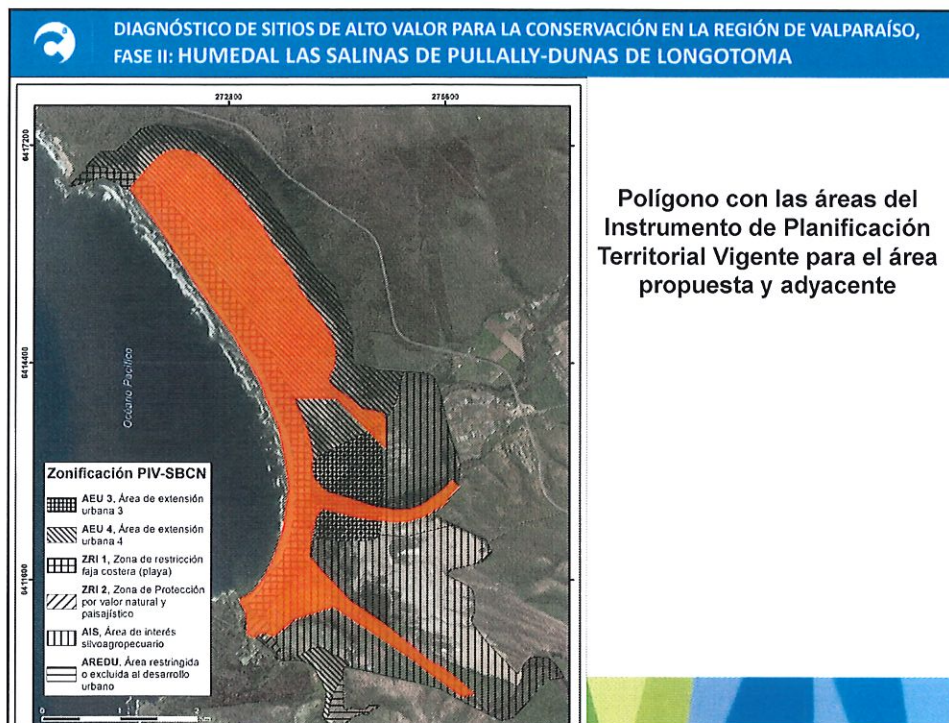 DIAGNÓSTICO DE SITIOS DE ALTO VALOR PARA LA CONSERVACIÓN EN LA REGIÓN DE VALPARAÍSO,
FASE II: HUMEDAL LAS SALINAS DE PULLALLY-DUNAS DE LONGOTOMA
272800
275600
6417200
6414400
6411600
Océano Pacífico
Polígono con las áreas del
Instrumento de Planificación
Territorial Vigente para el área
propuesta y adyacente
Zonificación PIV-SBCN
AEU 3, Área de extensión
urbana 3
AEU 4, Área de extensión
urbana 4
ZRI 1, Zona de restricción
faja costera (playa)
ZRI 2, Zona de Protección
por valor natural y
paisajístico
AIS, Área de interés
silvoagropecuario
AREDU, Área restringida
o excluida al desarrollo
urbano
0 1 2